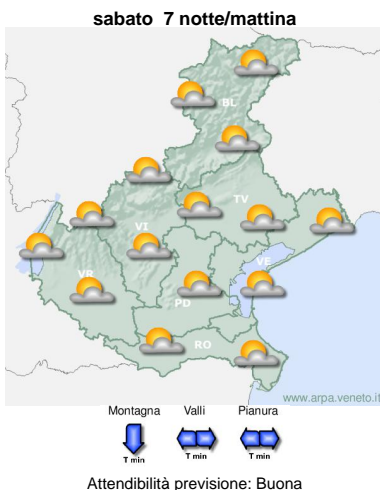 sabato 7 notte/mattina
BL
TV
VI
VE
VR
PD
RO
www.arpa.veneto.it
Montagna Valli Pianura
T min T min T min
Attendibilità previsione: Buona